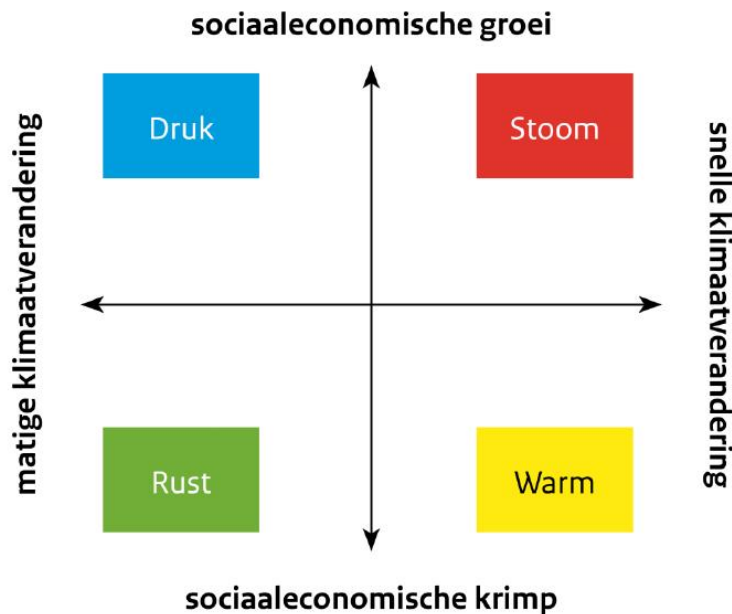 sociaaleconomische groei
Druk
Stoom
matige klimaatverandering
snelle klimaatverandering
Rust
Warm
sociaaleconomische krimp